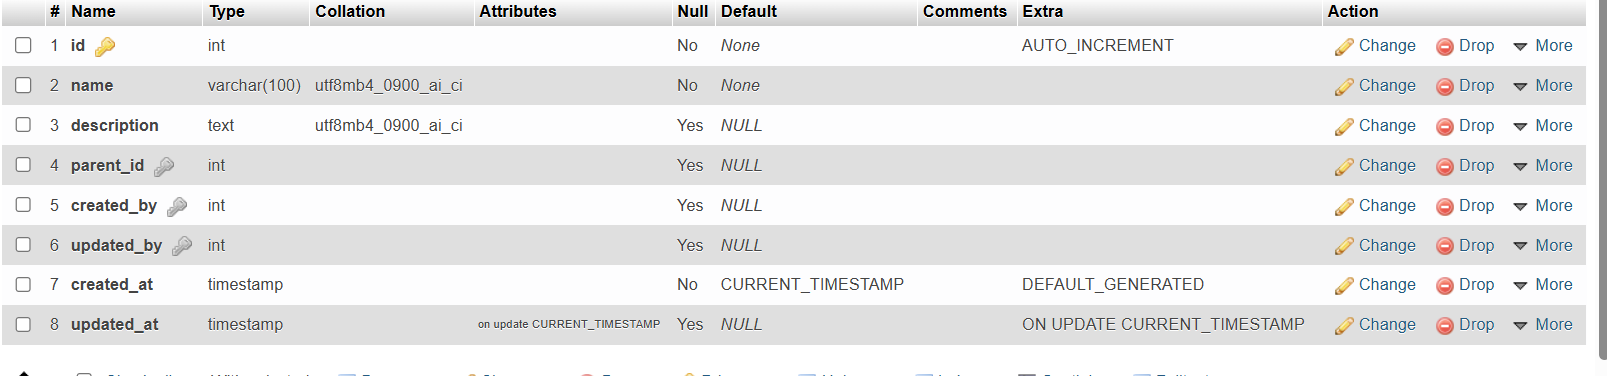 # Name Type Collation Attributes Null Default Comments Extra Action
1 id int No None AUTO_INCREMENT Change Drop More
2 name varchar(100) utf8mb4_0900_ai_ci No None Change Drop More
3 description text utf8mb4_0900_ai_ci Yes NULL Change Drop More
4 parent_id int Yes NULL Change Drop More
5 created_by int Yes NULL Change Drop More
6 updated_by int Yes NULL Change Drop More
7 created_at timestamp No CURRENT_TIMESTAMP DEFAULT_GENERATED Change Drop More
8 updated_at timestamp on update CURRENT_TIMESTAMP Yes NULL ON UPDATE CURRENT_TIMESTAMP Change Drop More